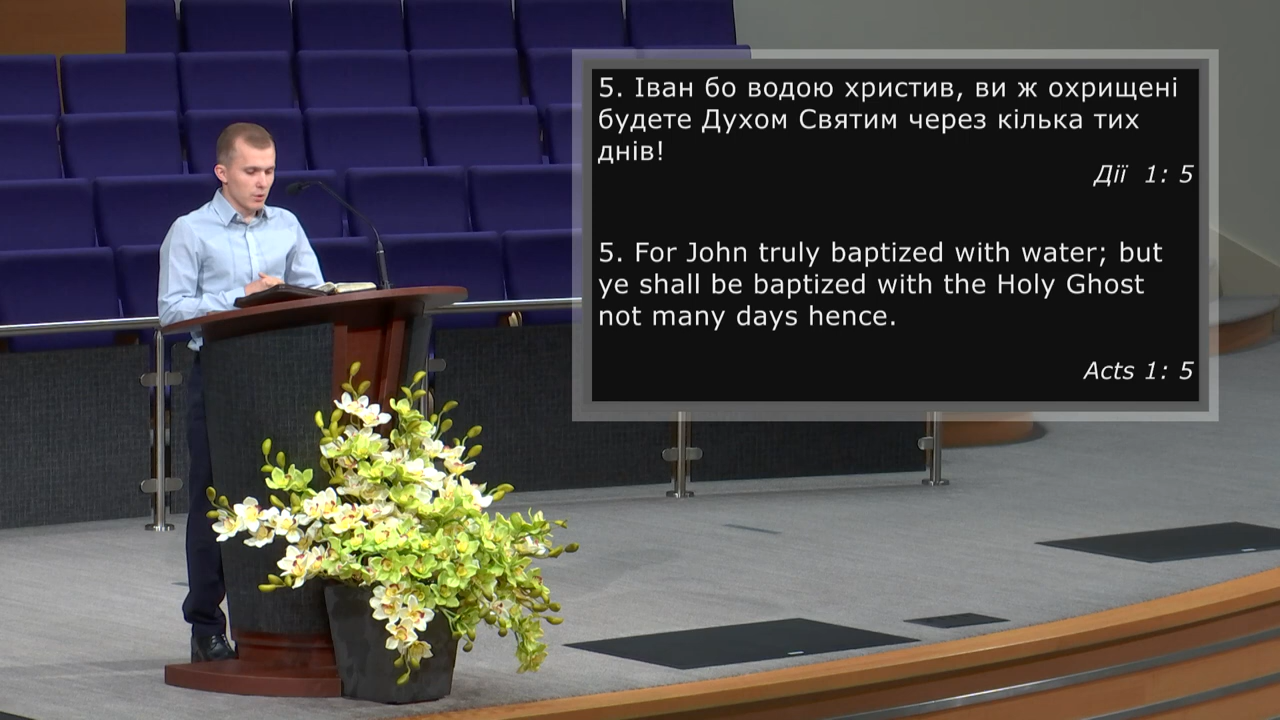 5. Іван бо водою христив, ви ж охрищені
будете Духом Святим через кілька тих
днів!
Дії 1: 5
5. For John truly baptized with water; but
ye shall be baptized with the Holy Ghost
not many days hence.
Acts 1: 5